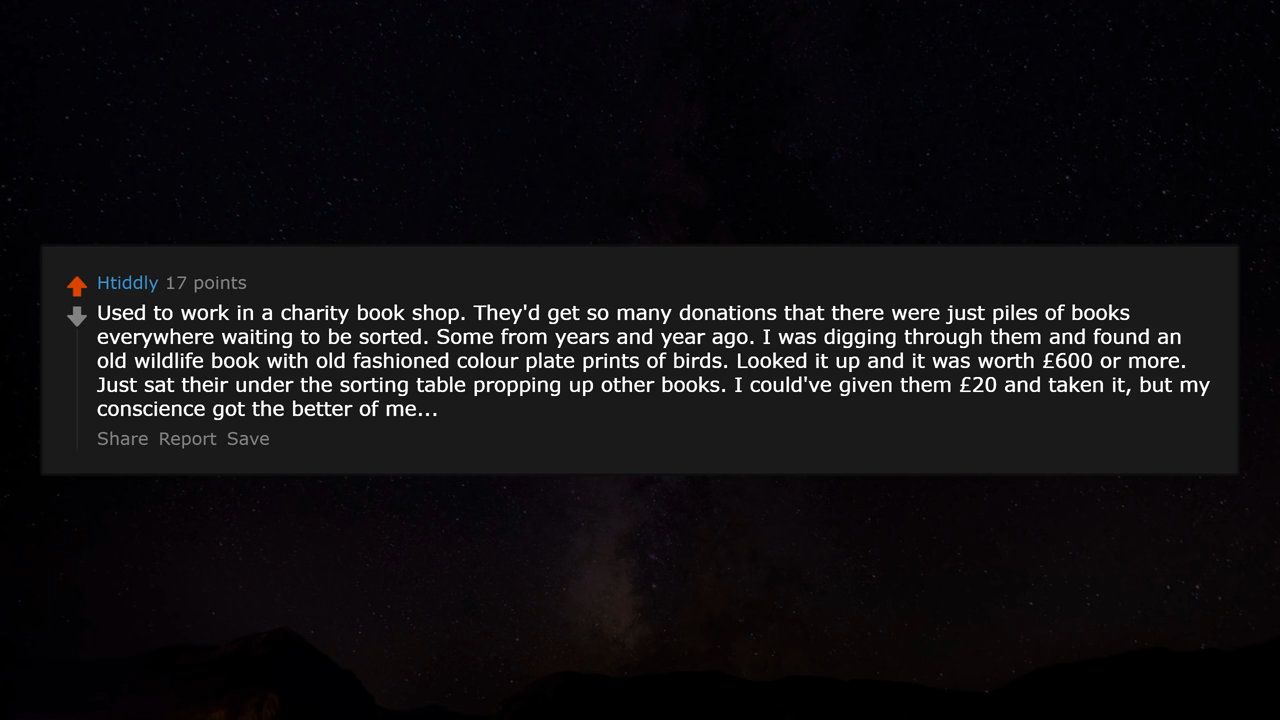 Htiddly 17 points
Used to work in a charity book shop. They'd get so many donations that there were just piles of books
everywhere waiting to be sorted. Some from years and year ago. I was digging through them and found an
old wildlife book with old fashioned colour plate prints of birds. Looked it up and it was worth £600 or more.
Just sat their under the sorting table propping up other books. I could've given them £20 and taken it, but my
conscience got the better of me...
Share Report Save